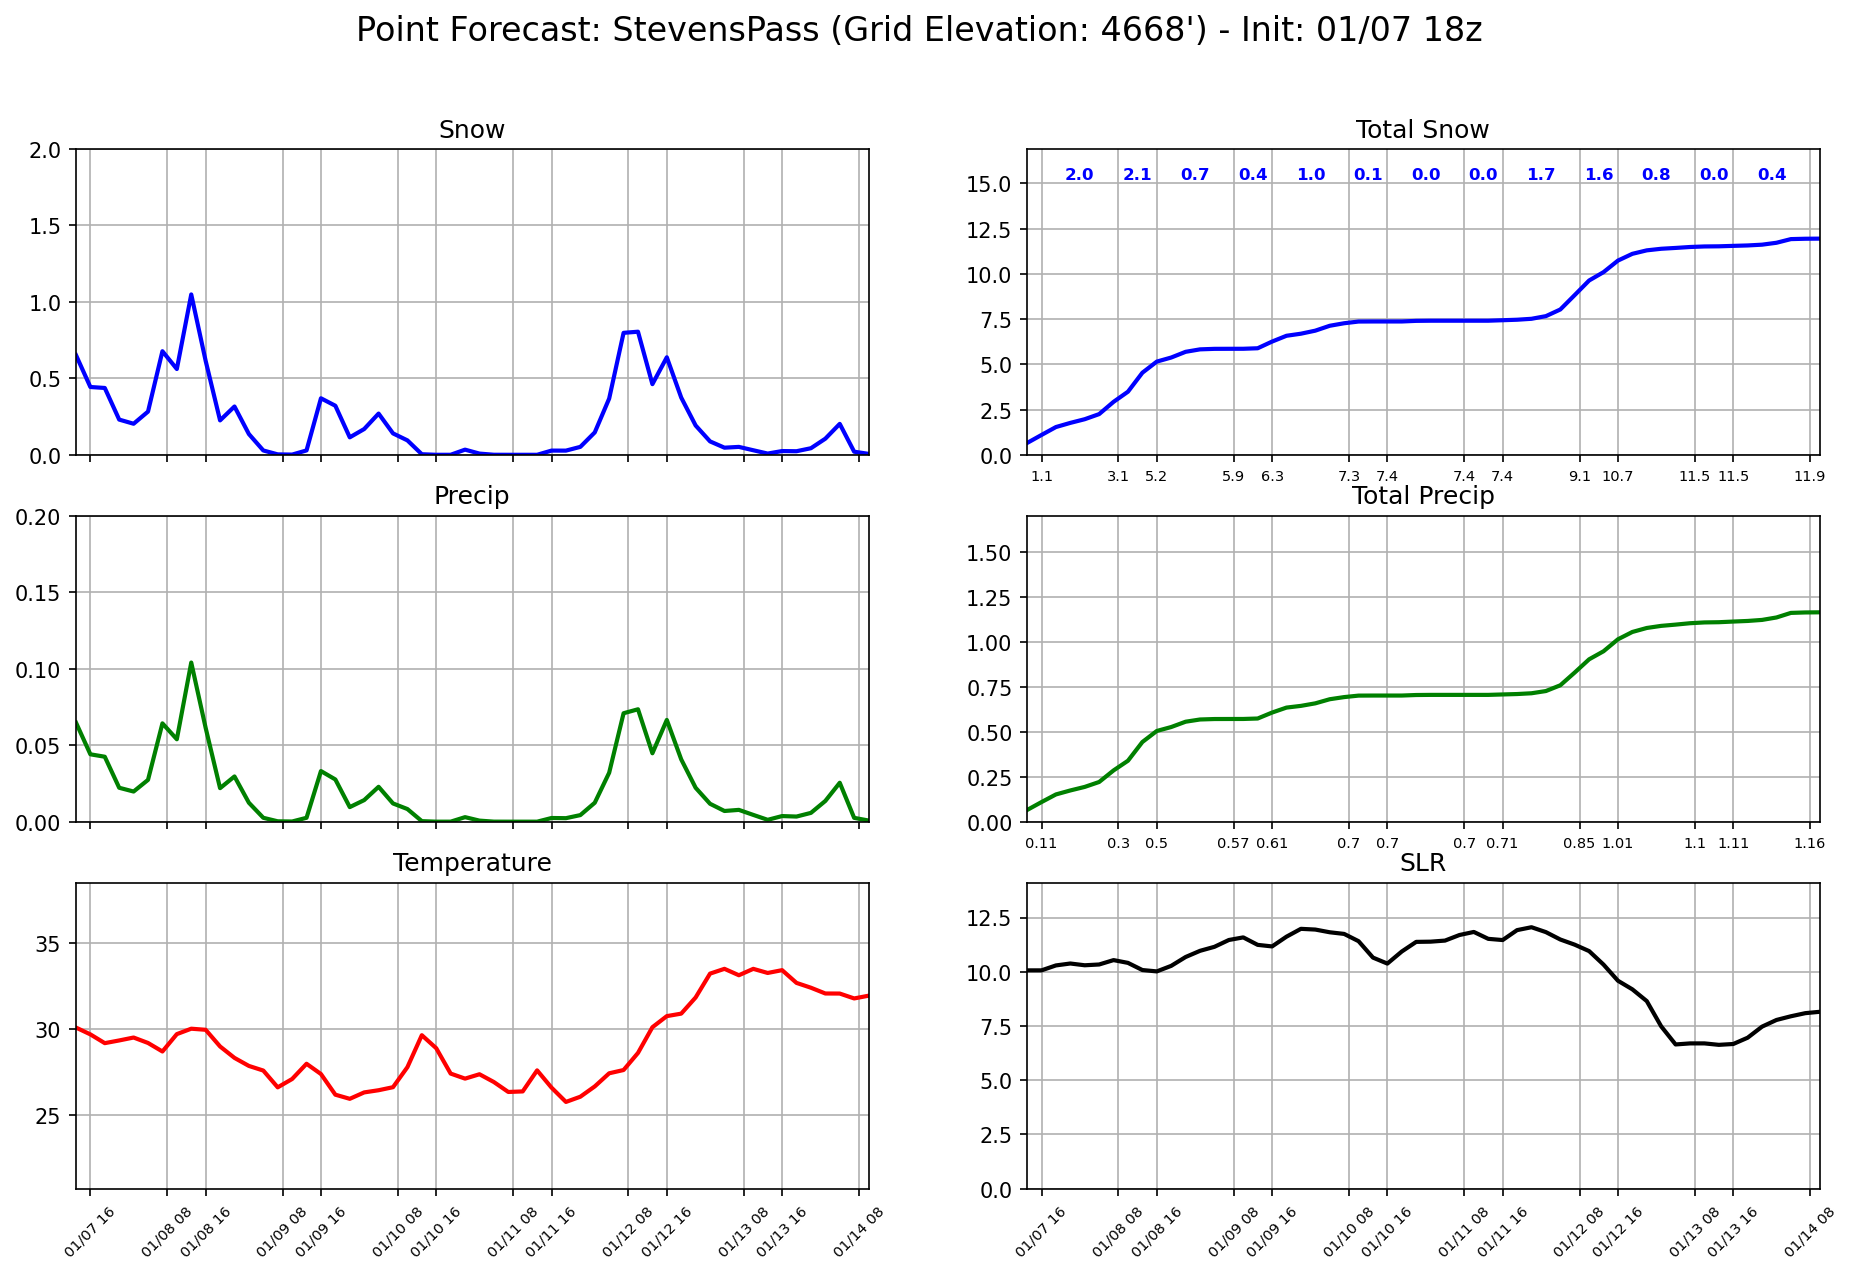 Point Forecast: StevensPass (Grid Elevation: 4668') - Init: 01/07 18z
Snow
2.0
1.5
1.0
0.5
0.0
Total Snow
15.0
12.5
10.0
7.5
5.0
2.5
0.0
2.0 2.1 0.7 0.4 1.0 0.1 0.0 0.0 1.7 1.6 0.8 0.0 0.4
1.1 3.1 5.2 5.9 6.3 7.3 7.4 7.4 7.4 9.1 10.7 11.5 11.5 11.9
Precip
0.20
0.15
0.10
0.05
0.00
Total Precip
1.50
1.25
1.00
0.75
0.50
0.25
0.00
0.11 0.3 0.5 0.57 0.61 0.7 0.7 0.7 0.71 0.85 1.01 1.1 1.11 1.16
Temperature
35
30
25
01/07 16 01/08 08 01/08 16 01/09 08 01/09 16 01/10 08 01/10 16 01/11 08 01/11 16 01/12 08 01/12 16 01/13 08 01/13 16 01/14 08
SLR
12.5
10.0
7.5
5.0
2.5
0.0
01/07 16 01/08 08 01/08 16 01/09 08 01/09 16 01/10 08 01/10 16 01/11 08 01/11 16 01/12 08 01/12 16 01/13 08 01/13 16 01/14 08